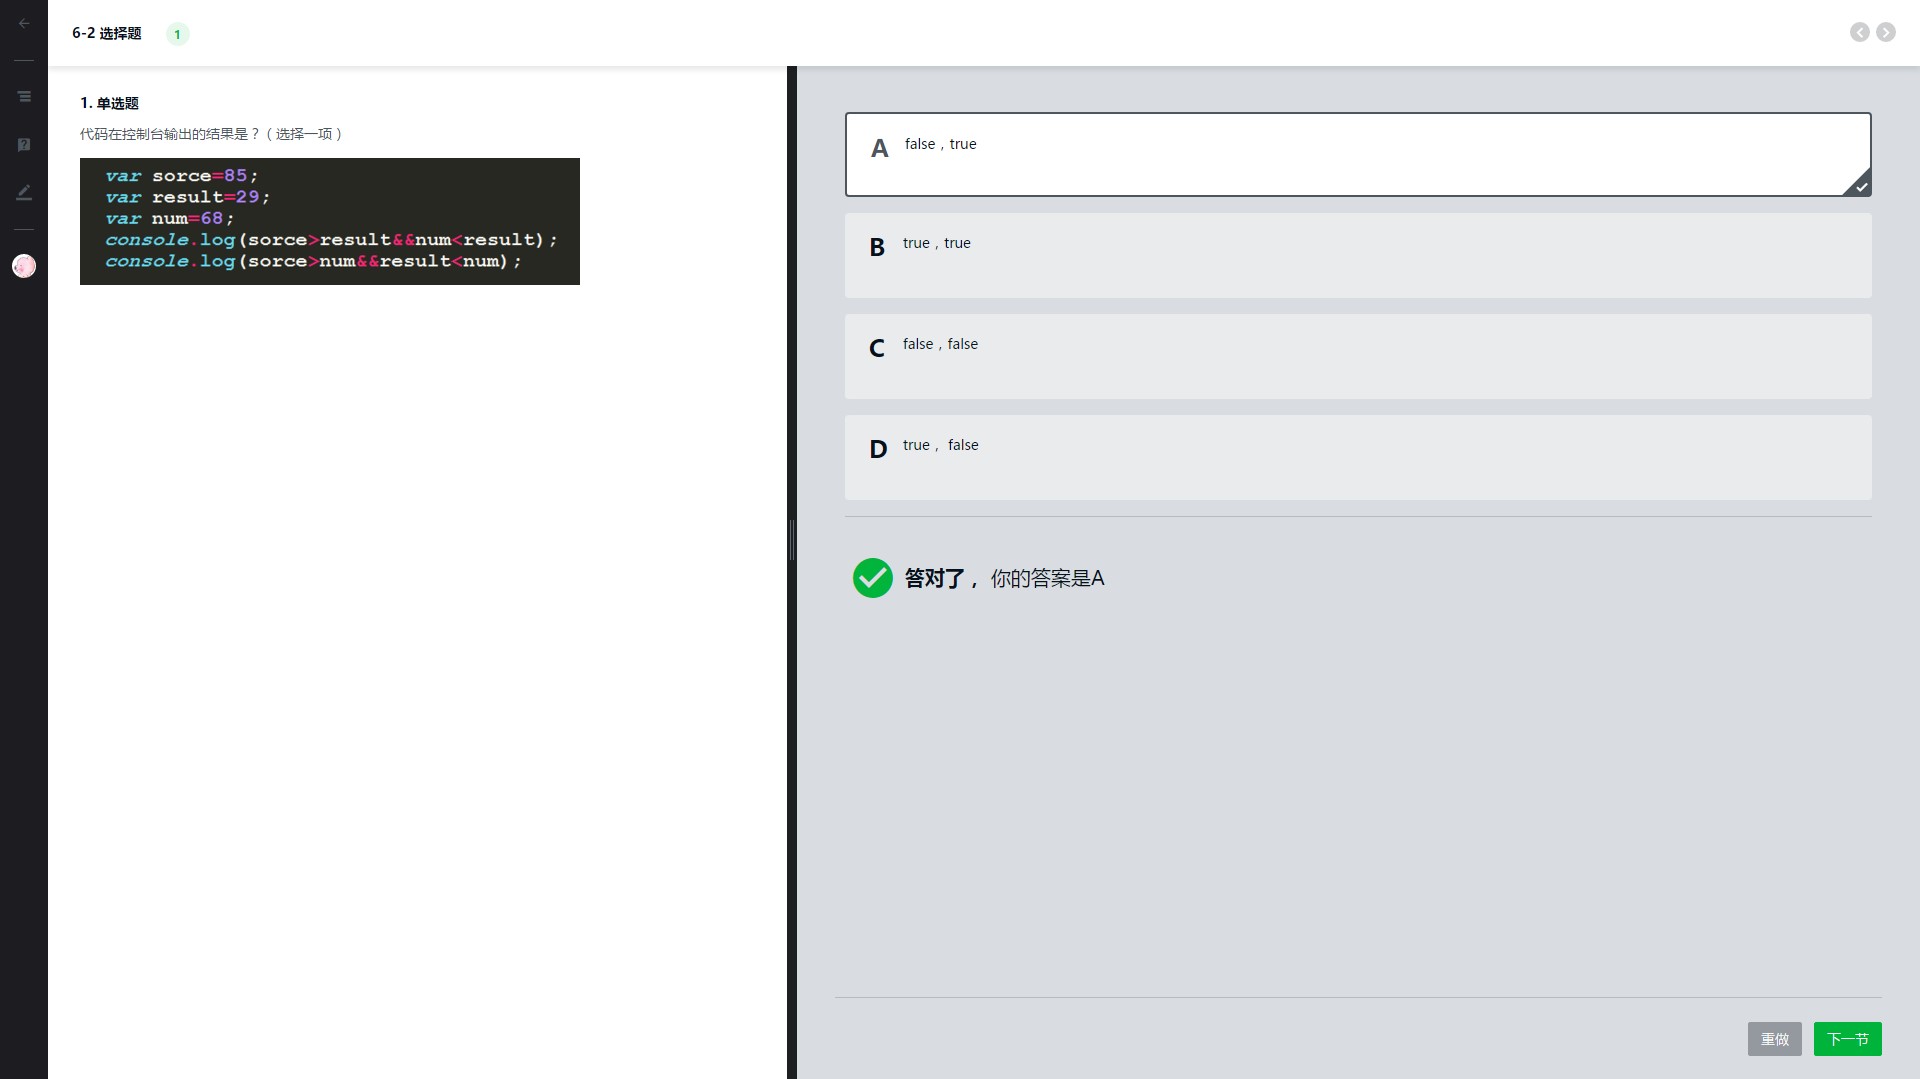 6-2 选择题
1
1. 单选题
代码在控制台输出的结果是？（选择一项）
var sorce=85;
var result=29;
var num=68;
console.log(sorce>result&&num<result);
console.log(sorce>num&&result<num);
A
false，true
B
true，true
C
false，false
D
true， false
答对了， 你的答案是A
重做
下一节